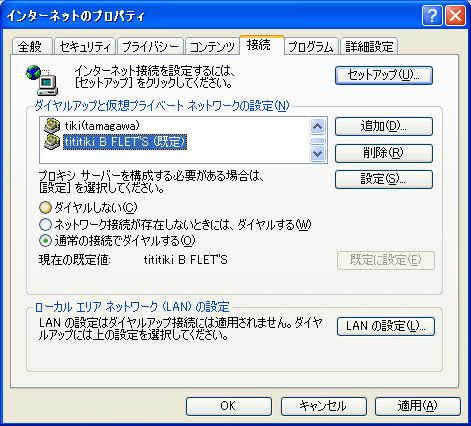 インターネットのプロパティ
全般 セキュリティ プライバシー コンテンツ 接続 プログラム 詳細設定
インターネット接続を設定するには、
[セットアップ] をクリックしてください。
セットアップ(U)...
ダイヤルアップと仮想プライベート ネットワークの設定(N)
tiki(tamagawa)
tititiki B FLET"S (既定)
追加(D)...
削除(R)
プロキシ サーバーを構成する必要がある場合は、
[設定] を選択してください。
設定(S)...
ダイヤルしない(C)
ネットワーク接続が存在しないときには、ダイヤルする(W)
通常の接続でダイヤルする(O)
現在の既定値: tititiki B FLET"S
既定に設定(E)
ローカル エリア ネットワーク (LAN) の設定
LAN の設定はダイヤルアップ接続には適用されません。ダイヤ
ルアップには上の設定を選択してください。
LAN の設定(L)...
OK キャンセル 適用(A)